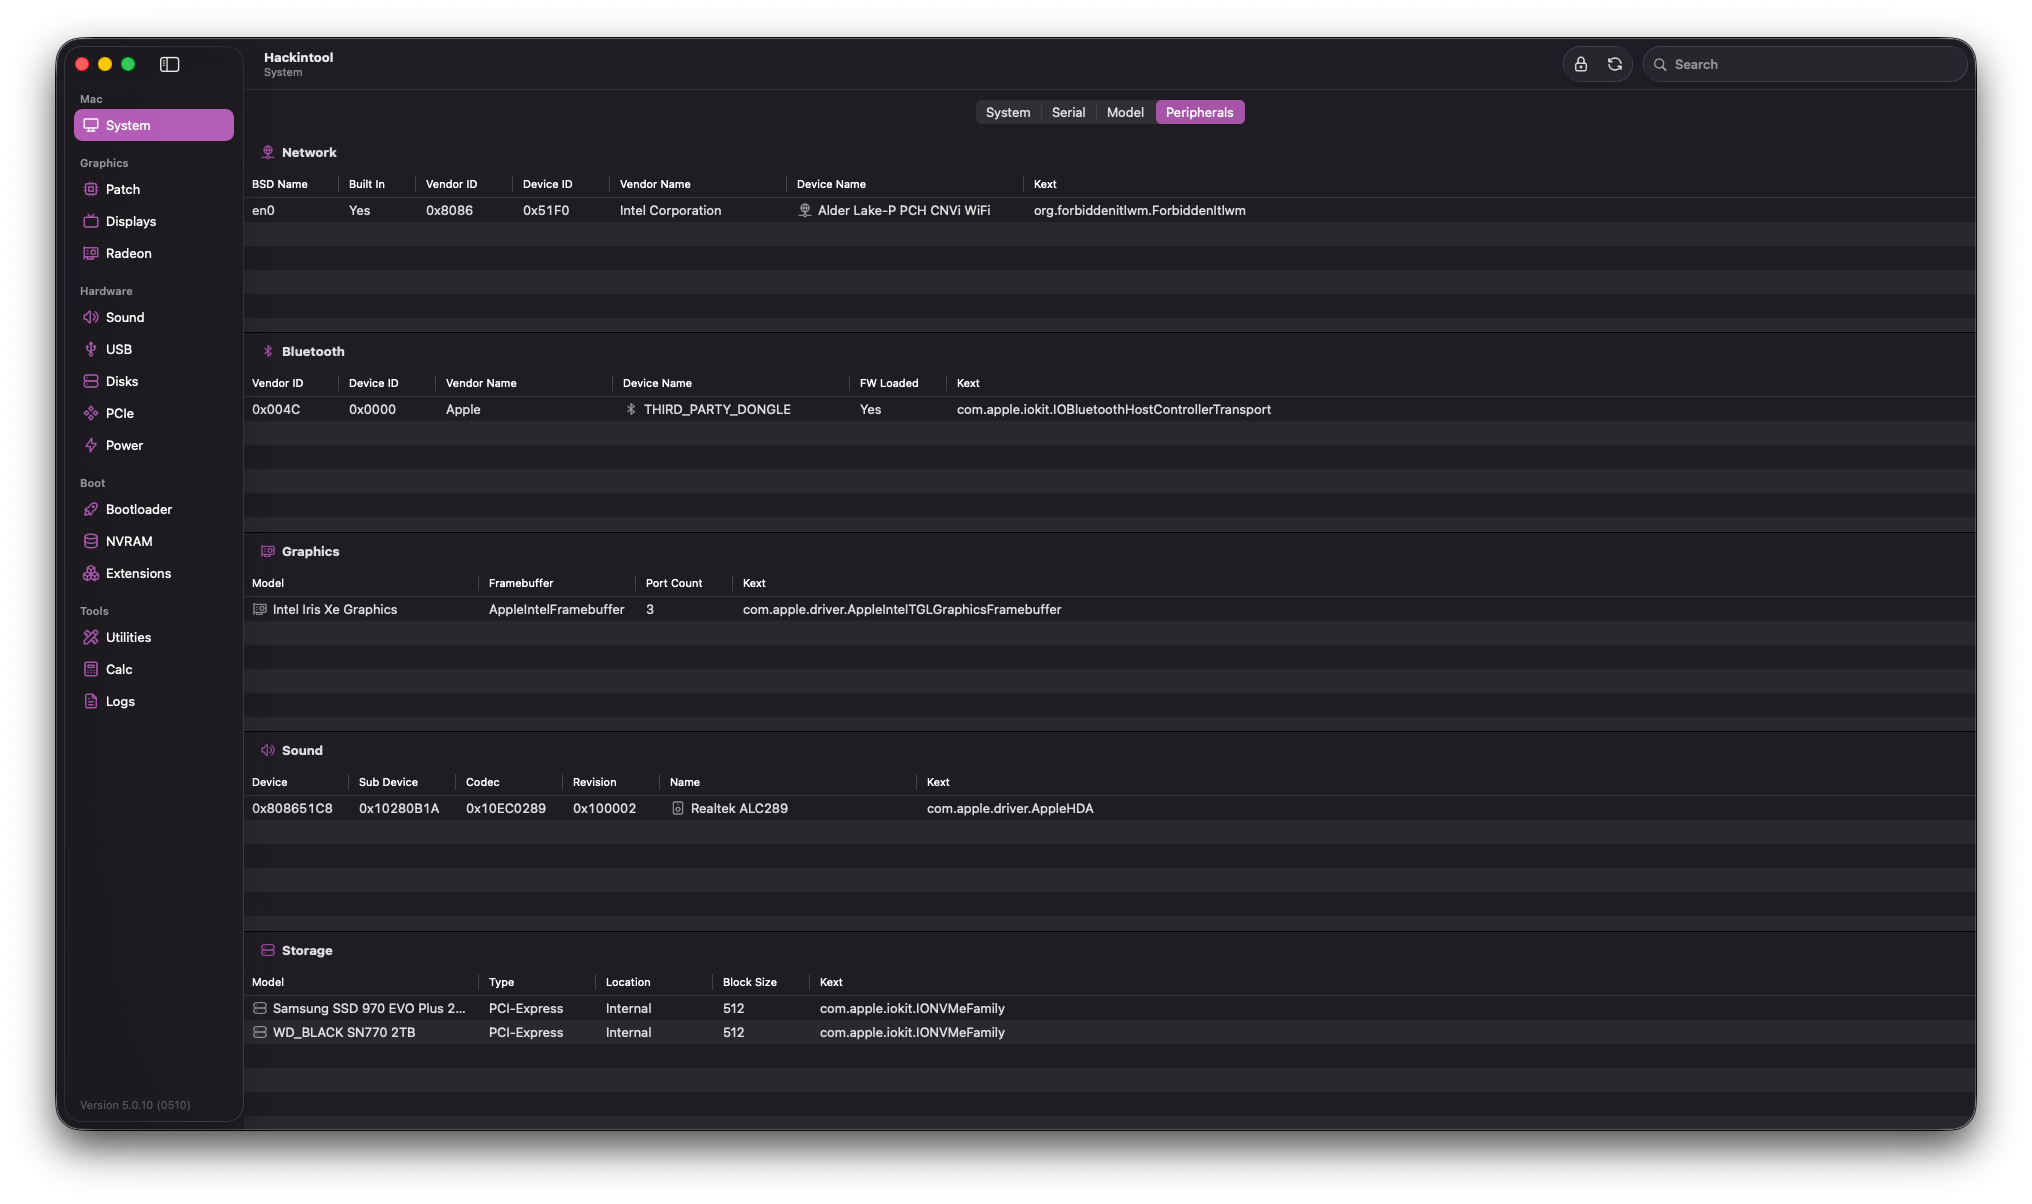 Hackintool
System
Search
Mac
System
Graphics
Patch
Displays
Radeon
Hardware
Sound
USB
Disks
PCIe
Power
Boot
Bootloader
NVRAM
Extensions
Tools
Utilities
Calc
Logs
Version 5.0.10 (0510)
System Serial Model Peripherals
Network
BSD Name Built In Vendor ID Device ID Vendor Name Device Name Kext
en0 Yes 0x8086 0x51F0 Intel Corporation Alder Lake-P PCH CNVi WiFi org.forbiddenitlwm.ForbiddenItlwm
Bluetooth
Vendor ID Device ID Vendor Name Device Name FW Loaded Kext
0x004C 0x0000 Apple THIRD_PARTY_DONGLE Yes com.apple.iokit.IOBluetoothHostControllerTransport
Graphics
Model Framebuffer Port Count Kext
Intel Iris Xe Graphics AppleIntelFramebuffer 3 com.apple.driver.AppleIntelTGLGraphicsFramebuffer
Sound
Device Sub Device Codec Revision Name Kext
0x808651C8 0x10280B1A 0x10EC0289 0x100002 Realtek ALC289 com.apple.driver.AppleHDA
Storage
Model Type Location Block Size Kext
Samsung SSD 970 EVO Plus 2... PCI-Express Internal 512 com.apple.iokit.IONVMeFamily
WD_BLACK SN770 2TB PCI-Express Internal 512 com.apple.iokit.IONVMeFamily